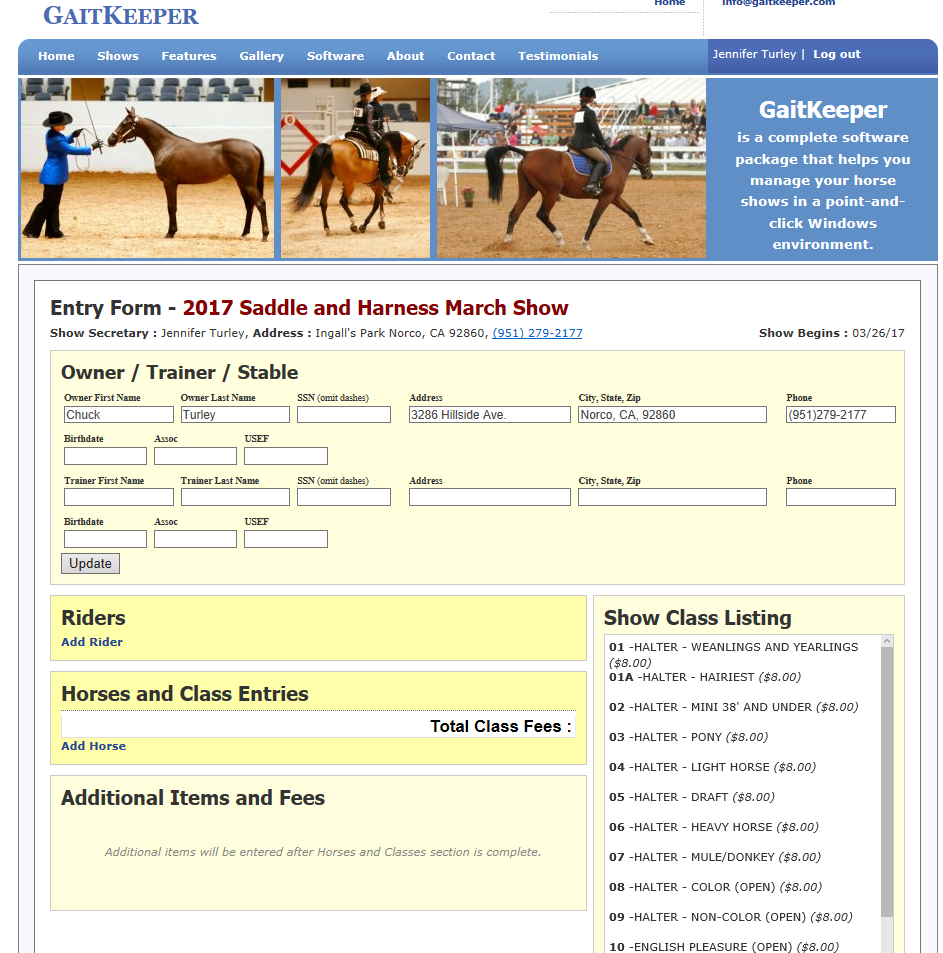 GAITKEEPER
Home
info@gaitkeeper.com
Home Shows Features Gallery Software About Contact Testimonials
Jennifer Turley | Log out
GaitKeeper
is a complete software
package that helps you
manage your horse
shows in a point-and-
click Windows
environment.
Entry Form - 2017 Saddle and Harness March Show
Show Secretary : Jennifer Turley, Address : Ingall's Park Norco, CA 92860, (951) 279-2177
Show Begins : 03/26/17
Owner / Trainer / Stable
Owner First Name Owner Last Name SSN (omit dashes) Address City, State, Zip Phone
Chuck Turley 3286 Hillside Ave. Norco, CA, 92860 (951)279-2177
Birthdate Assoc USEF
Trainer First Name Trainer Last Name SSN (omit dashes) Address City, State, Zip Phone
Birthdate Assoc USEF
Update
Riders
Add Rider
Horses and Class Entries
Total Class Fees :
Add Horse
Additional Items and Fees
Additional items will be entered after Horses and Classes section is complete.
Show Class Listing
01 -HALTER - WEANLINGS AND YEARLINGS
($8.00)
01A -HALTER - HAIRIEST ($8.00)
02 -HALTER - MINI 38' AND UNDER ($8.00)
03 -HALTER - PONY ($8.00)
04 -HALTER - LIGHT HORSE ($8.00)
05 -HALTER - DRAFT ($8.00)
06 -HALTER - HEAVY HORSE ($8.00)
07 -HALTER - MULE/DONKEY ($8.00)
08 -HALTER - COLOR (OPEN) ($8.00)
09 -HALTER - NON-COLOR (OPEN) ($8.00)
10 -ENGLISH PLEASURE (OPEN) ($8.00)